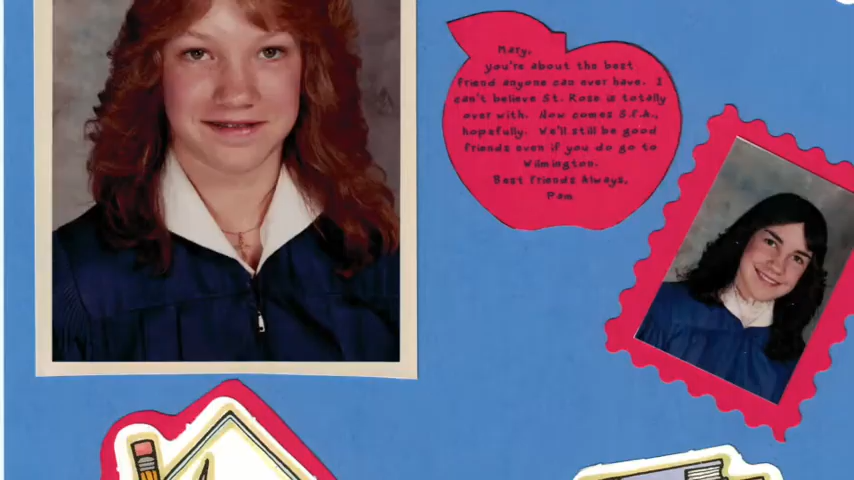 Mary,
you're about the best
friend anyone can ever have. I
can't believe St. Rose is totally
over with. Now comes S.F.A.,
hopefully. We'll still be good
friends even if you do go to
Wilmington.
Best Friends Always,
Pam